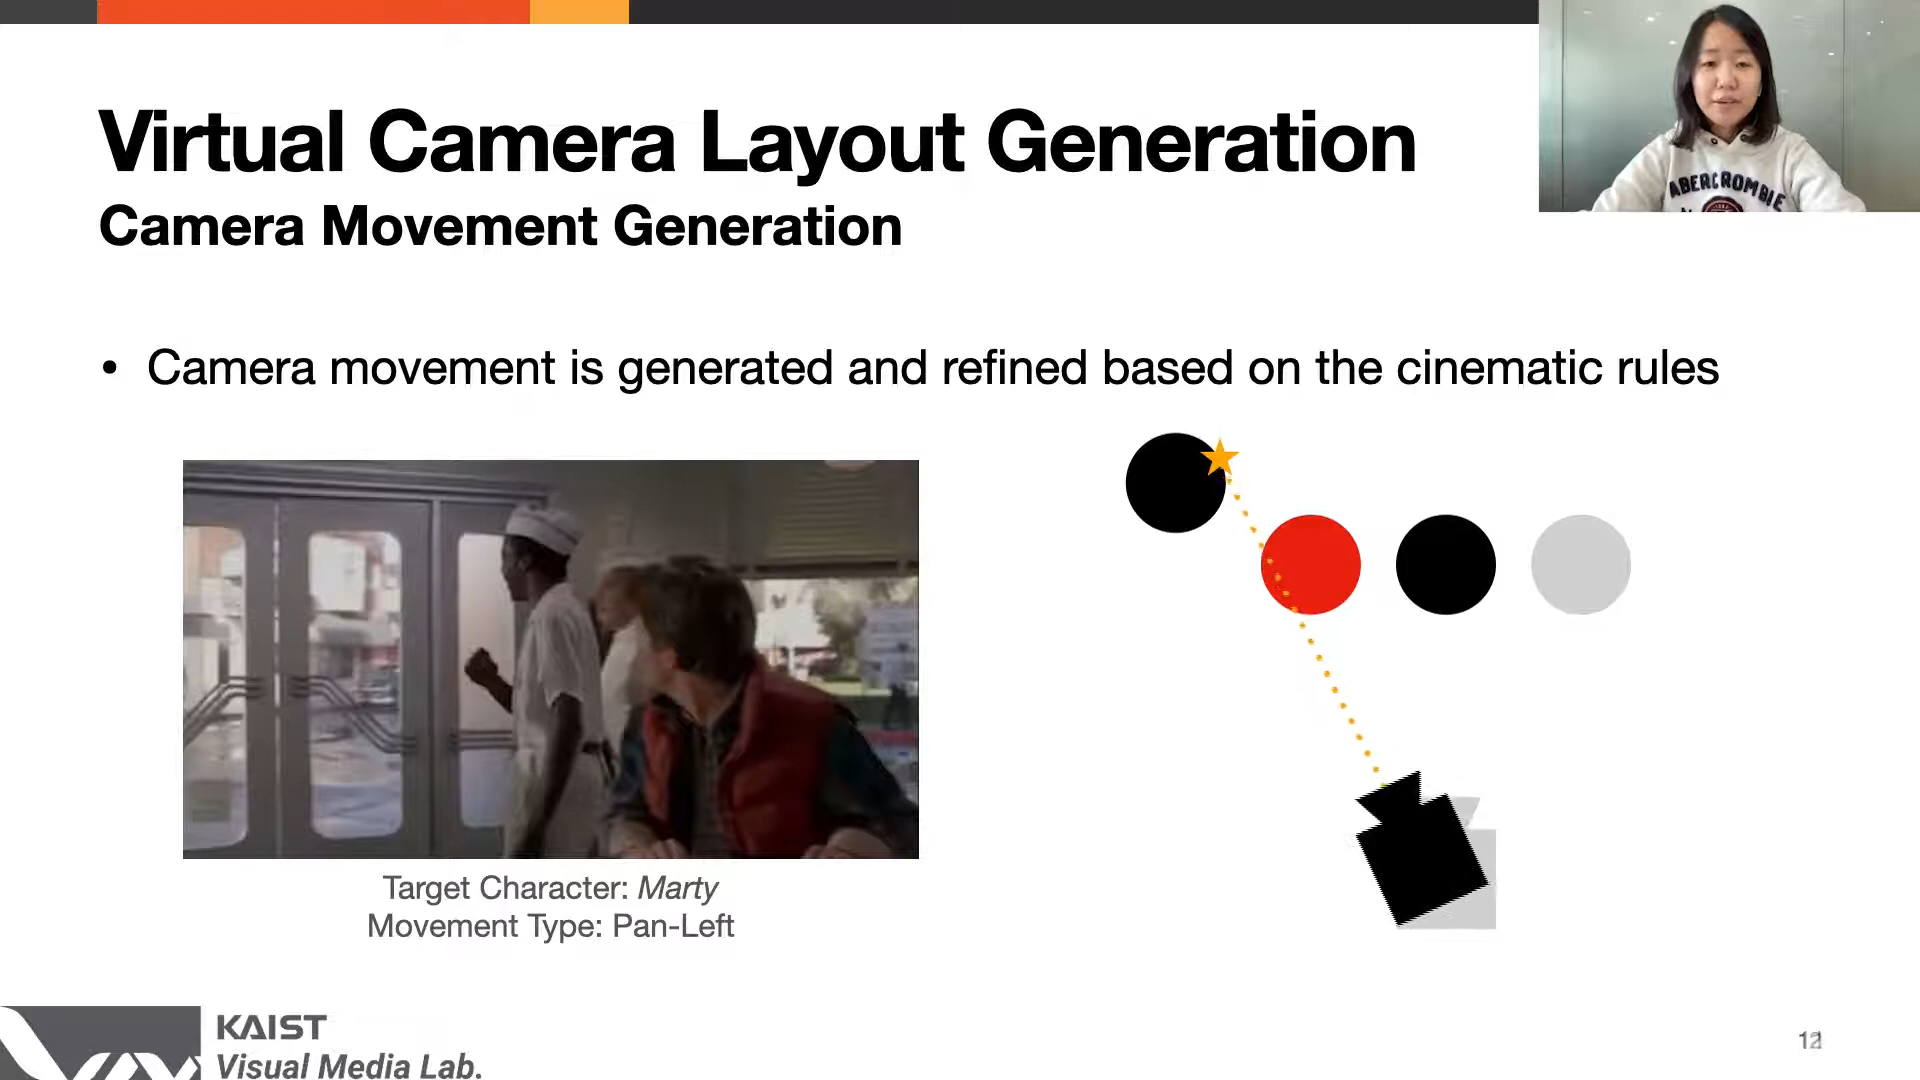 Virtual Camera Layout Generation
Camera Movement Generation
ABERCROMBIE
• Camera movement is generated and refined based on the cinematic rules
Target Character: Marty
Movement Type: Pan-Left
KAIST
Visual Media Lab.